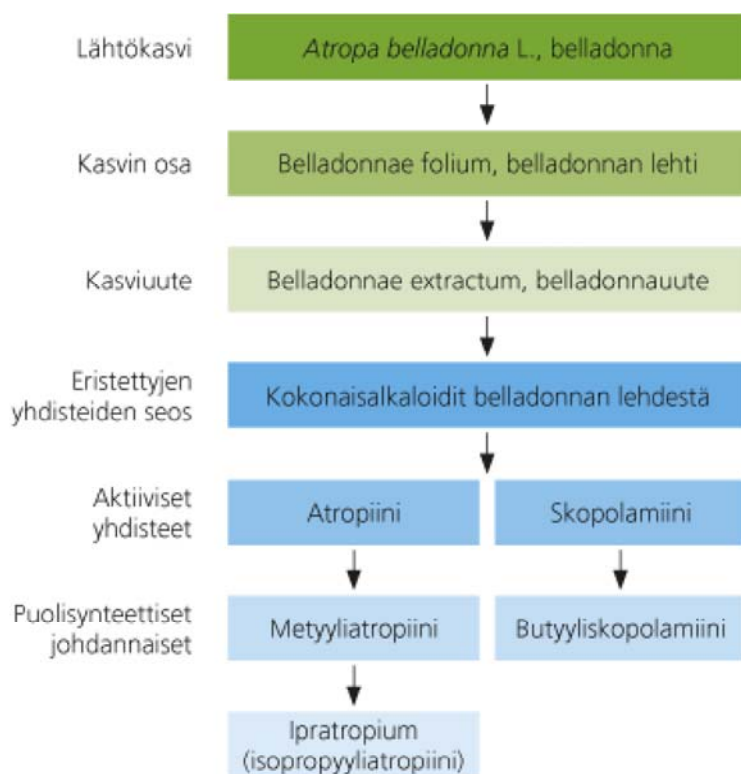 Lähtökasvi
Atropa belladonna L., belladonna
Kasvin osa
Belladonnae folium, belladonnan lehti
Kasviuute
Belladonnae extractum, belladonnauute
Eristettyjen
yhdisteiden seos
Kokonaisalkaloidit belladonnan lehdestä
Aktiiviset
yhdisteet
Atropiini
Skopolamiini
Puolisynteettiset
johdannaiset
Metyyliatropiini
Butyyliskopolamiini
Ipratropium
(isopropyyliatropiini)